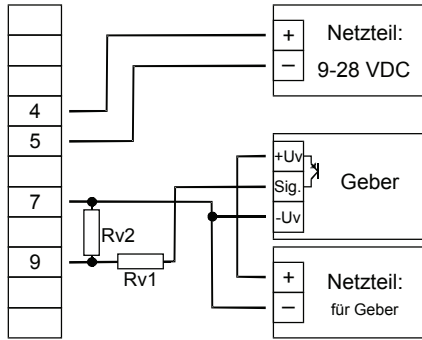 4
5
7
9
Rv2
Rv1
+
–
Netzteil:
9-28 VDC
+Uv
Sig.
-Uv
Geber
+
–
Netzteil:
für Geber